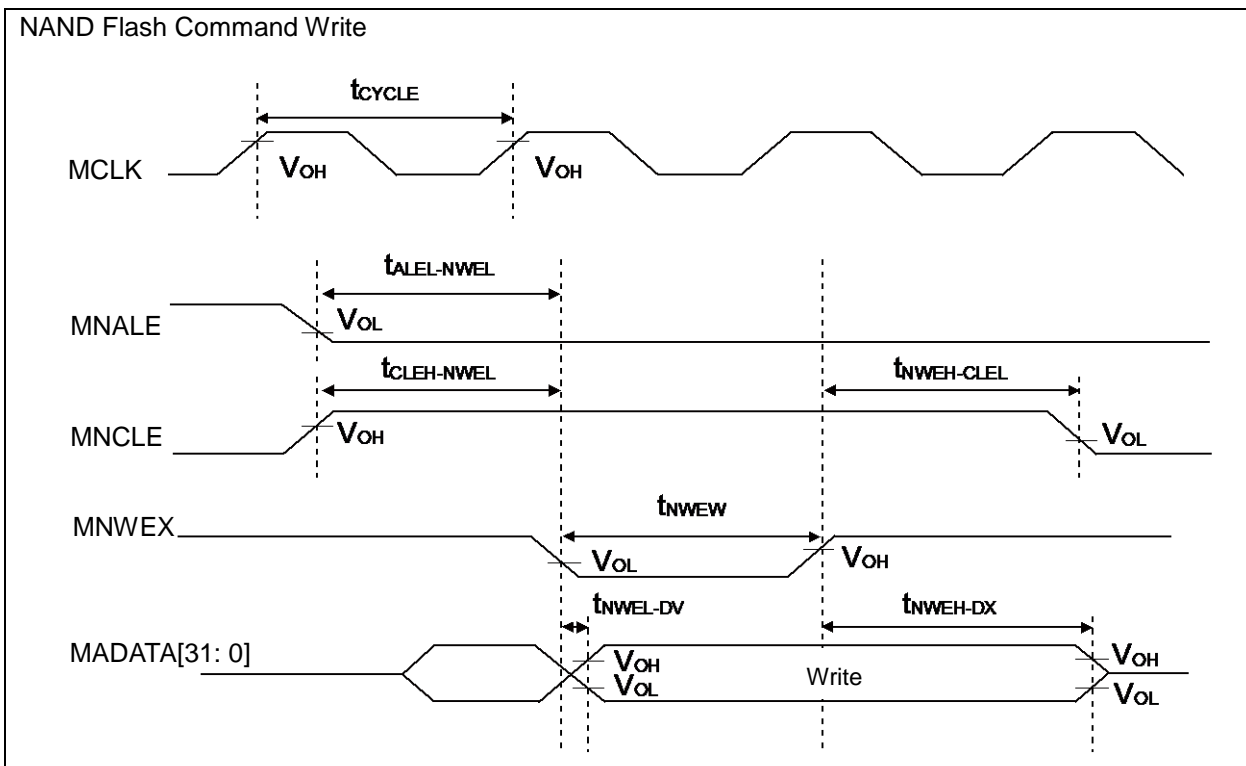 NAND Flash Command Write
tCYCLE
MCLK
VOH
VOH
tALEL-NWEL
MNALE
VOL
tCLEH-NWEL
tNWEH-CLEL
MNCLE
VOH
VOL
tNWEW
MNWEX
VOL
VOH
tNWEL-DV
tNWEH-DX
MADATA[31: 0]
VOH
VOH
Write
VOL
VOL